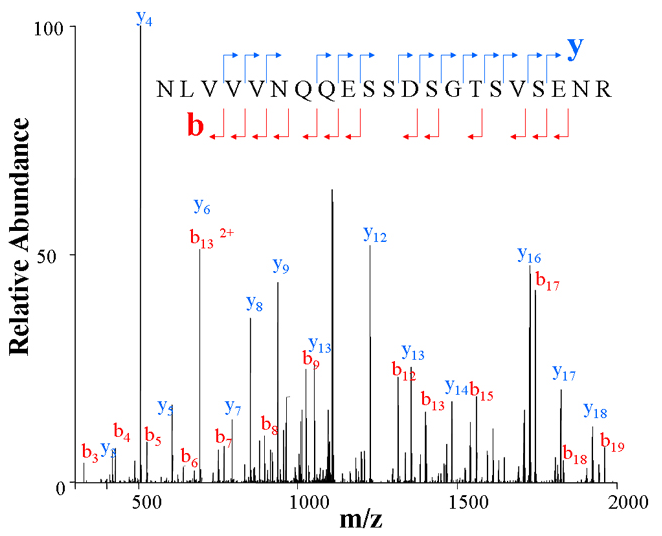 y4
100
y
N L V V V N Q Q E S S D S G T S V S E N R
b
y6
b13 2+
y12
50
y16
y9
b17
y8
y13
y13
b9
b12
y17
y5
y7
b13
y14
b15
y18
b4
b5
b7
b8
b3
y3
b6
b18
b19
0
500
1000
1500
2000
m/z
Relative Abundance